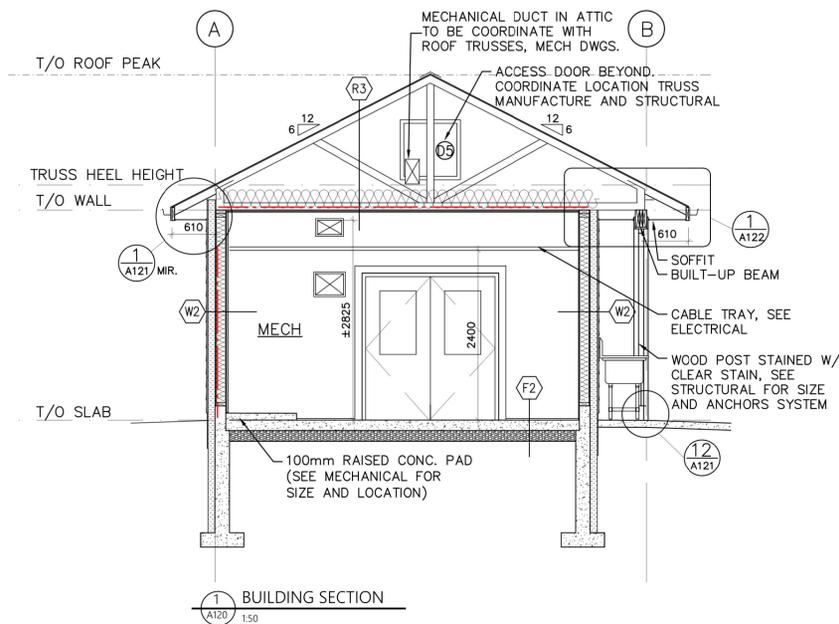 A
B
MECHANICAL DUCT IN ATTIC
TO BE COORDINATE WITH
ROOF TRUSSES, MECH DWGS.
T/O ROOF PEAK
ACCESS DOOR BEYOND.
COORDINATE LOCATION TRUSS
MANUFACTURE AND STRUCTURAL
R3
12
6
12
6
D5
TRUSS HEEL HEIGHT
T/O WALL
610
610
1
A122
1
A121 MIR.
SOFFIT
BUILT-UP BEAM
W2
W2
MECH
±2825
2400
CABLE TRAY, SEE
ELECTRICAL
WOOD POST STAINED W/
CLEAR STAIN, SEE
STRUCTURAL FOR SIZE
AND ANCHORS SYSTEM
F2
T/O SLAB
12
A121
100mm RAISED CONC. PAD
(SEE MECHANICAL FOR
SIZE AND LOCATION)
1
A120
BUILDING SECTION
1:50